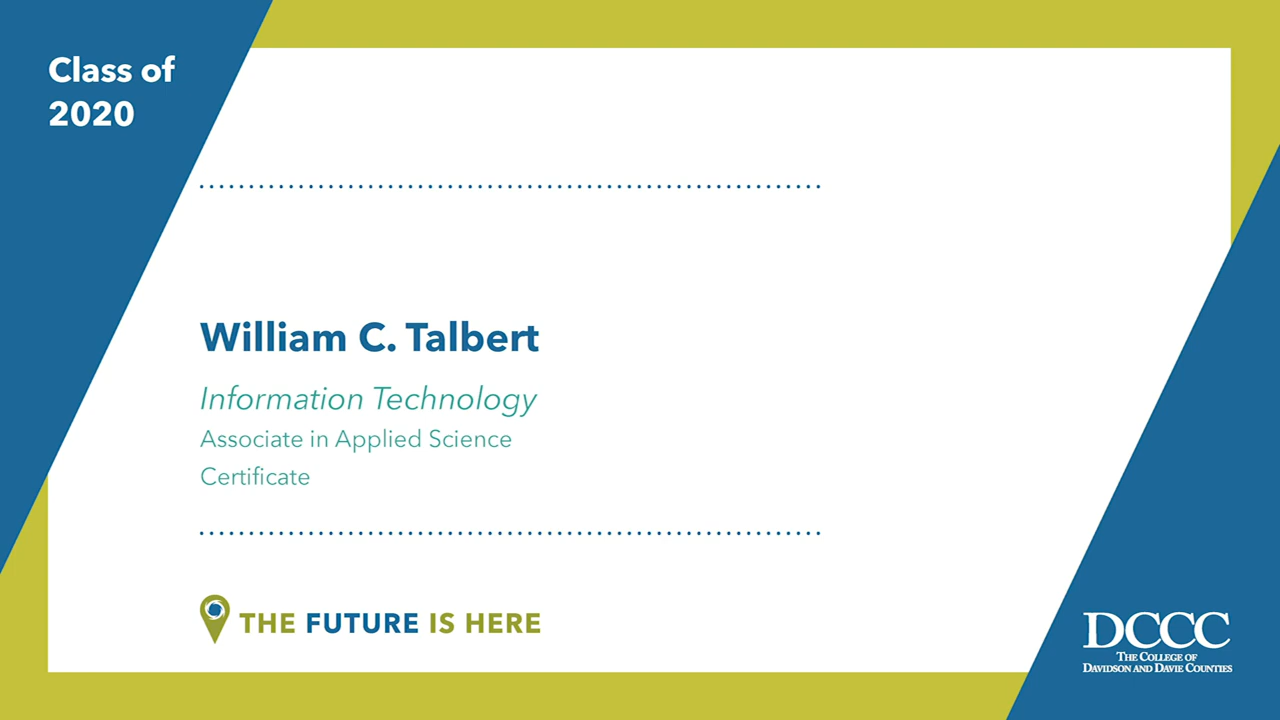 Class of
2020
William C. Talbert
Information Technology
Associate in Applied Science
Certificate
THE FUTURE IS HERE
DCCC
THE COLLEGE OF
DAVIDSON AND DAVIE COUNTIES